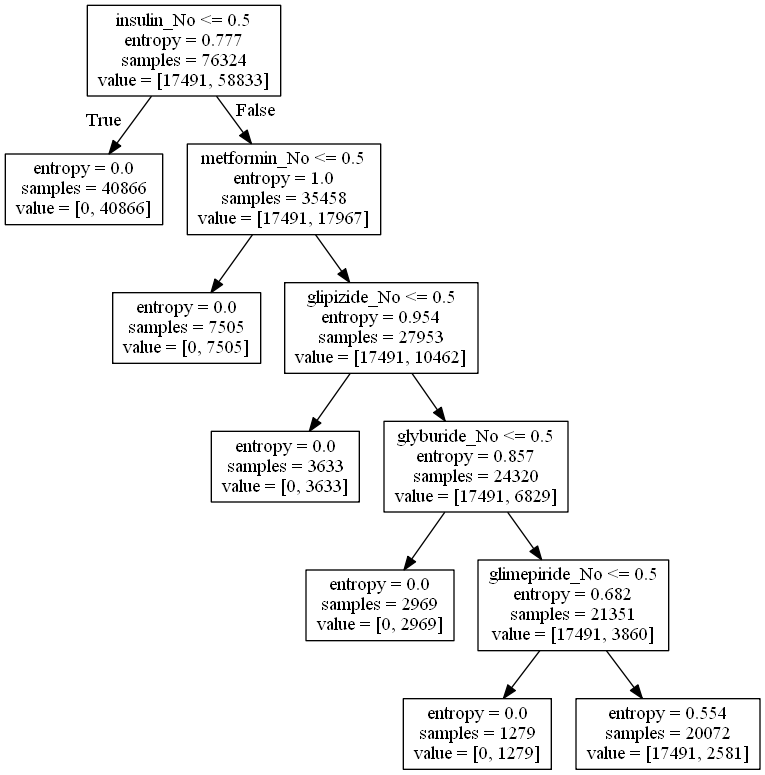 insulin_No <= 0.5
entropy = 0.777
samples = 76324
value = [17491, 58833]
True
False
entropy = 0.0
samples = 40866
value = [0, 40866]
metformin_No <= 0.5
entropy = 1.0
samples = 35458
value = [17491, 17967]
entropy = 0.0
samples = 7505
value = [0, 7505]
glipizide_No <= 0.5
entropy = 0.954
samples = 27953
value = [17491, 10462]
entropy = 0.0
samples = 3633
value = [0, 3633]
glyburide_No <= 0.5
entropy = 0.857
samples = 24320
value = [17491, 6829]
entropy = 0.0
samples = 2969
value = [0, 2969]
glimepiride_No <= 0.5
entropy = 0.682
samples = 21351
value = [17491, 3860]
entropy = 0.0
samples = 1279
value = [0, 1279]
entropy = 0.554
samples = 20072
value = [17491, 2581]